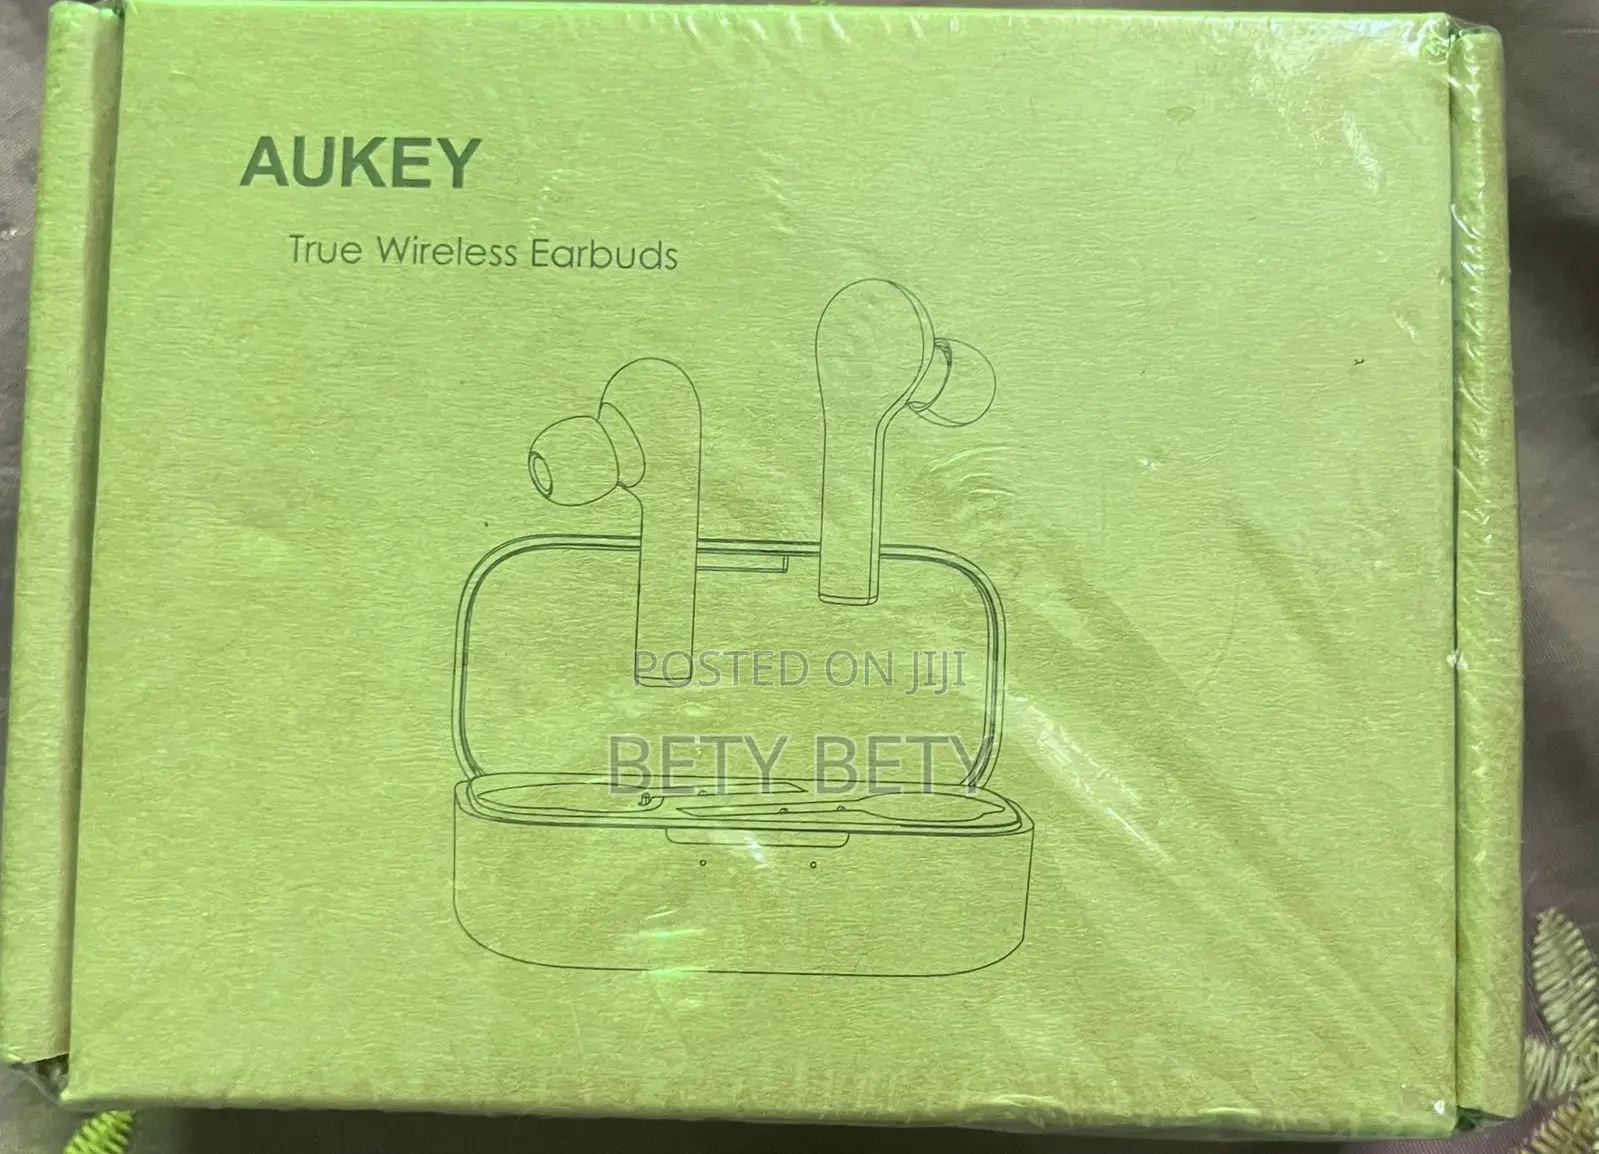 AUKEY
True Wireless Earbuds
POSTED ON JIJI
BETY BETY